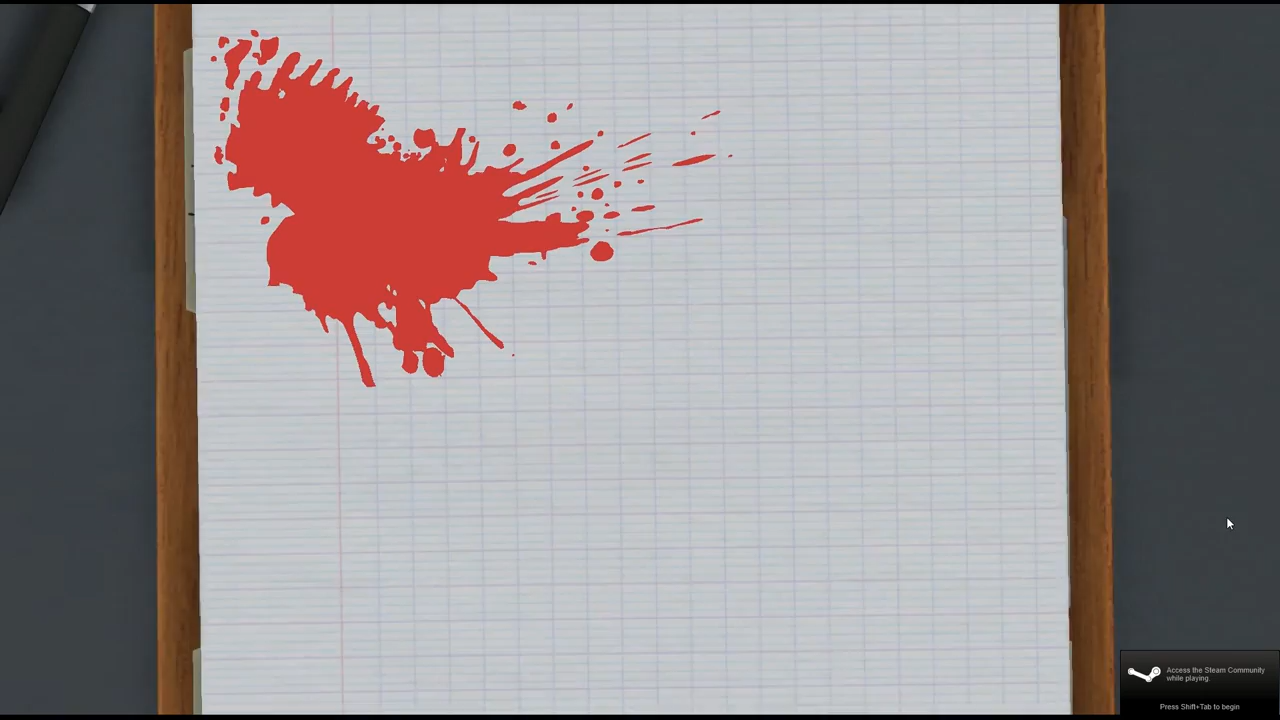 Access the Steam Community
while playing.
Press Shift+Tab to begin